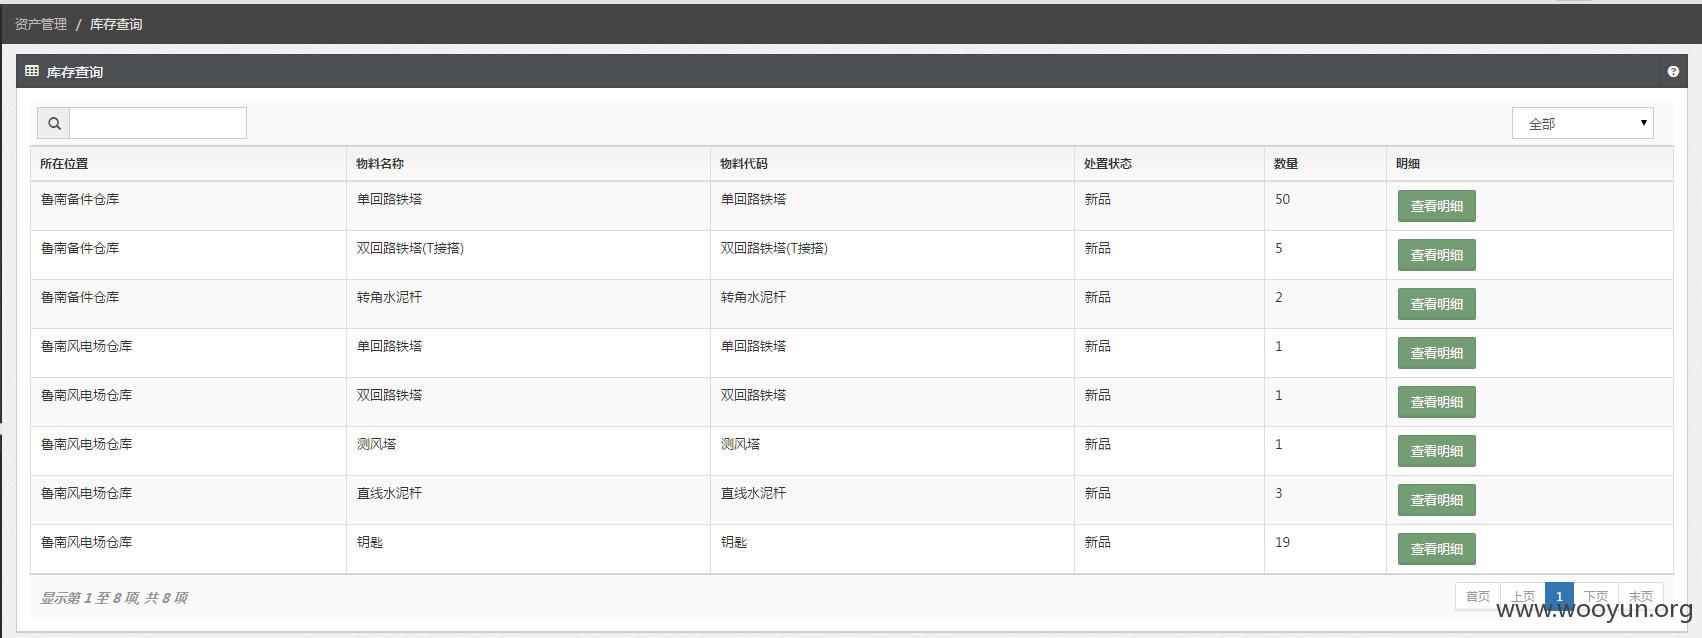 资产管理 / 库存查询
库存查询
全部
所在位置 物料名称 物料代码 处置状态 数量 明细
鲁南备件仓库 单回路铁塔 单回路铁塔 新品 50 查看明细
鲁南备件仓库 双回路铁塔(T接搭) 双回路铁塔(T接搭) 新品 5 查看明细
鲁南备件仓库 转角水泥杆 转角水泥杆 新品 2 查看明细
鲁南风电场仓库 单回路铁塔 单回路铁塔 新品 1 查看明细
鲁南风电场仓库 双回路铁塔 双回路铁塔 新品 1 查看明细
鲁南风电场仓库 测风塔 测风塔 新品 1 查看明细
鲁南风电场仓库 直线水泥杆 直线水泥杆 新品 3 查看明细
鲁南风电场仓库 钥匙 钥匙 新品 19 查看明细
显示第 1 至 8 项, 共 8 项 首页 上页 1 下页 末页
www.wooyun.org